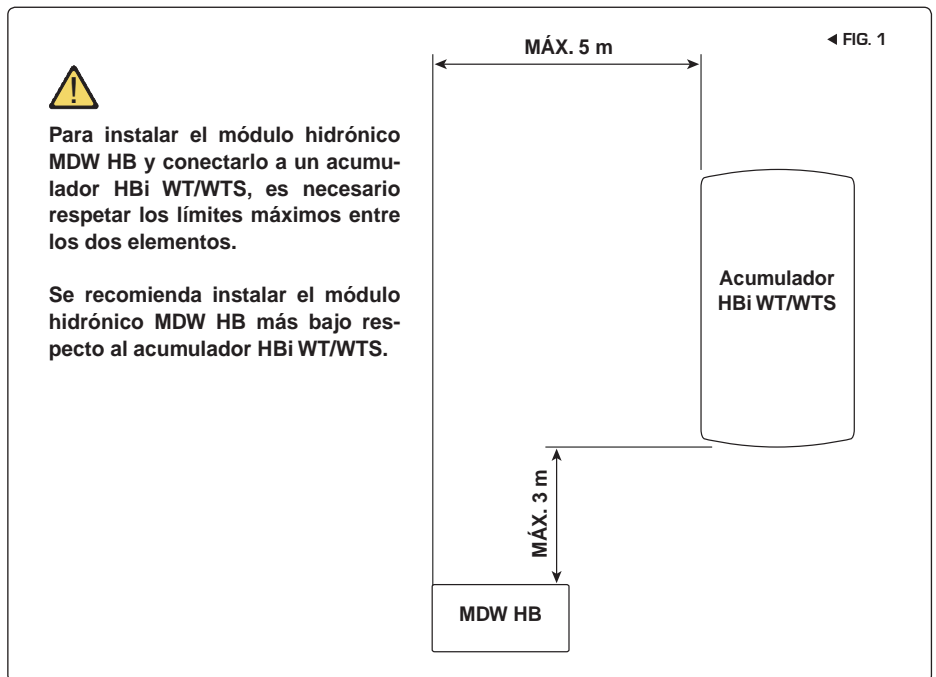 MÁX. 5 m
◄ FIG. 1
!
Para instalar el módulo hidrónico
MDW HB y conectarlo a un acumu-
lador HBi WT/WTS, es necesario
respetar los límites máximos entre
los dos elementos.
Se recomienda instalar el módulo
hidrónico MDW HB más bajo res-
pecto al acumulador HBi WT/WTS.
Acumulador
HBi WT/WTS
MÁX. 3 m
MDW HB